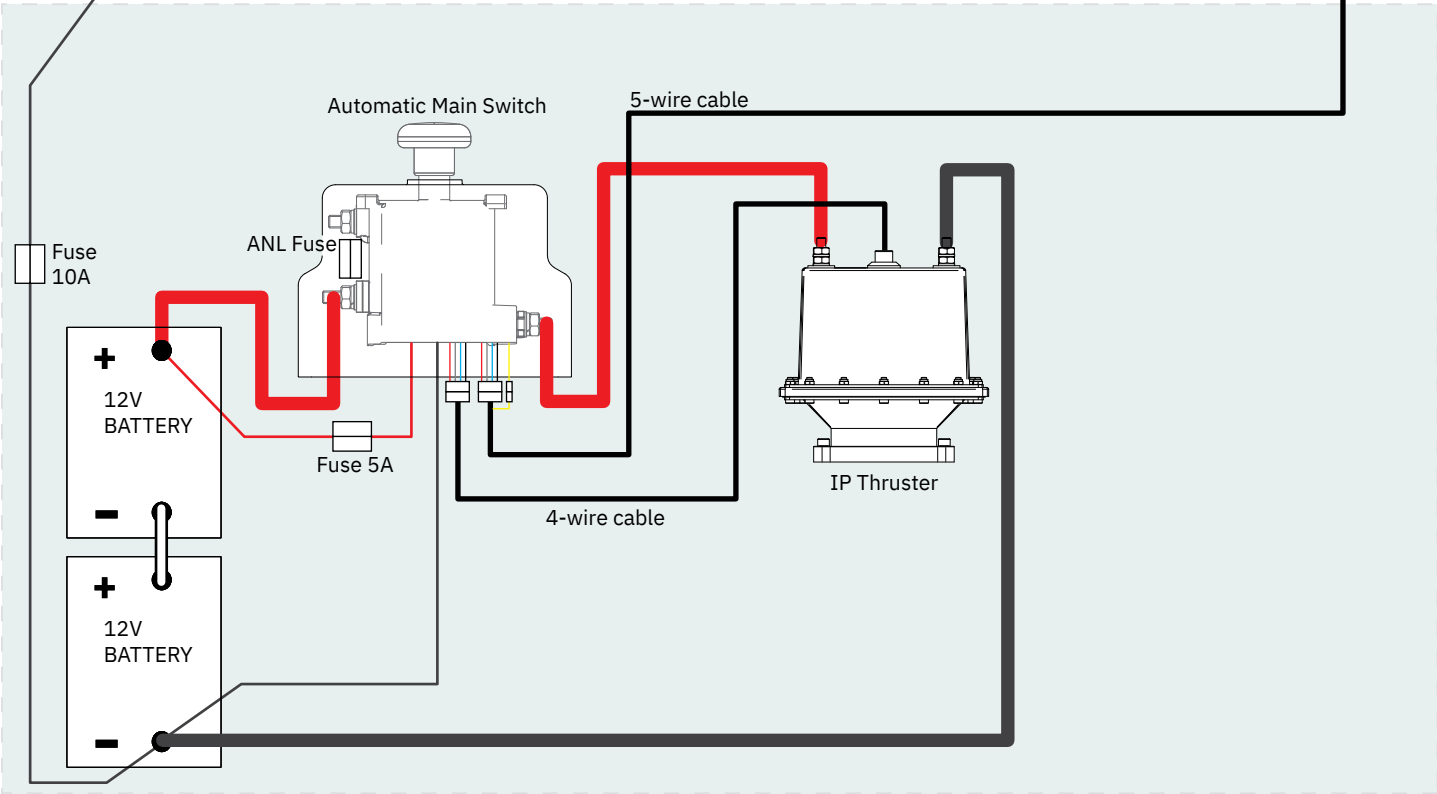 Automatic Main Switch
5-wire cable
ANL Fuse
Fuse
10A
+
12V
BATTERY
-
Fuse 5A
IP Thruster
4-wire cable
+
12V
BATTERY
-